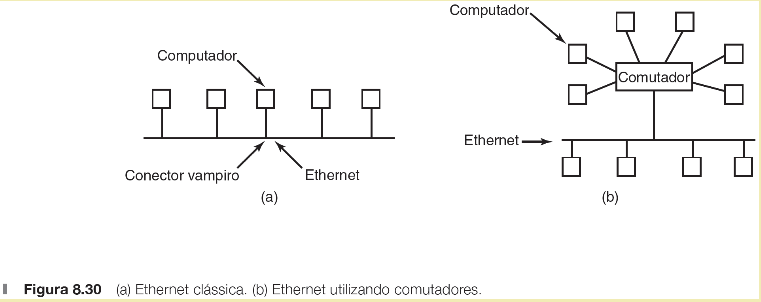 Computador
Conector vampiro
Ethernet
(a)
Computador
Comutador
Ethernet
(b)
Figura 8.30 (a) Ethernet clássica. (b) Ethernet utilizando comutadores.